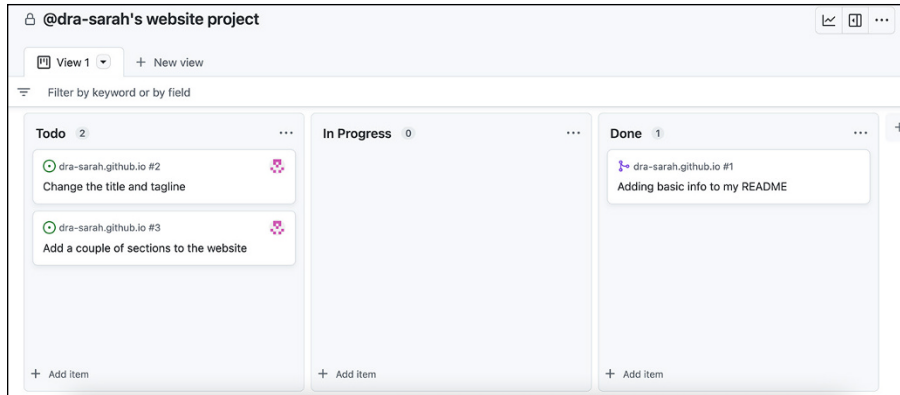 @dra-sarah's website project
View 1
New view
Filter by keyword or by field
Todo 2
dra-sarah.github.io #2
Change the title and tagline
dra-sarah.github.io #3
Add a couple of sections to the website
Add item
In Progress 0
Add item
Done 1
dra-sarah.github.io #1
Adding basic info to my README
Add item